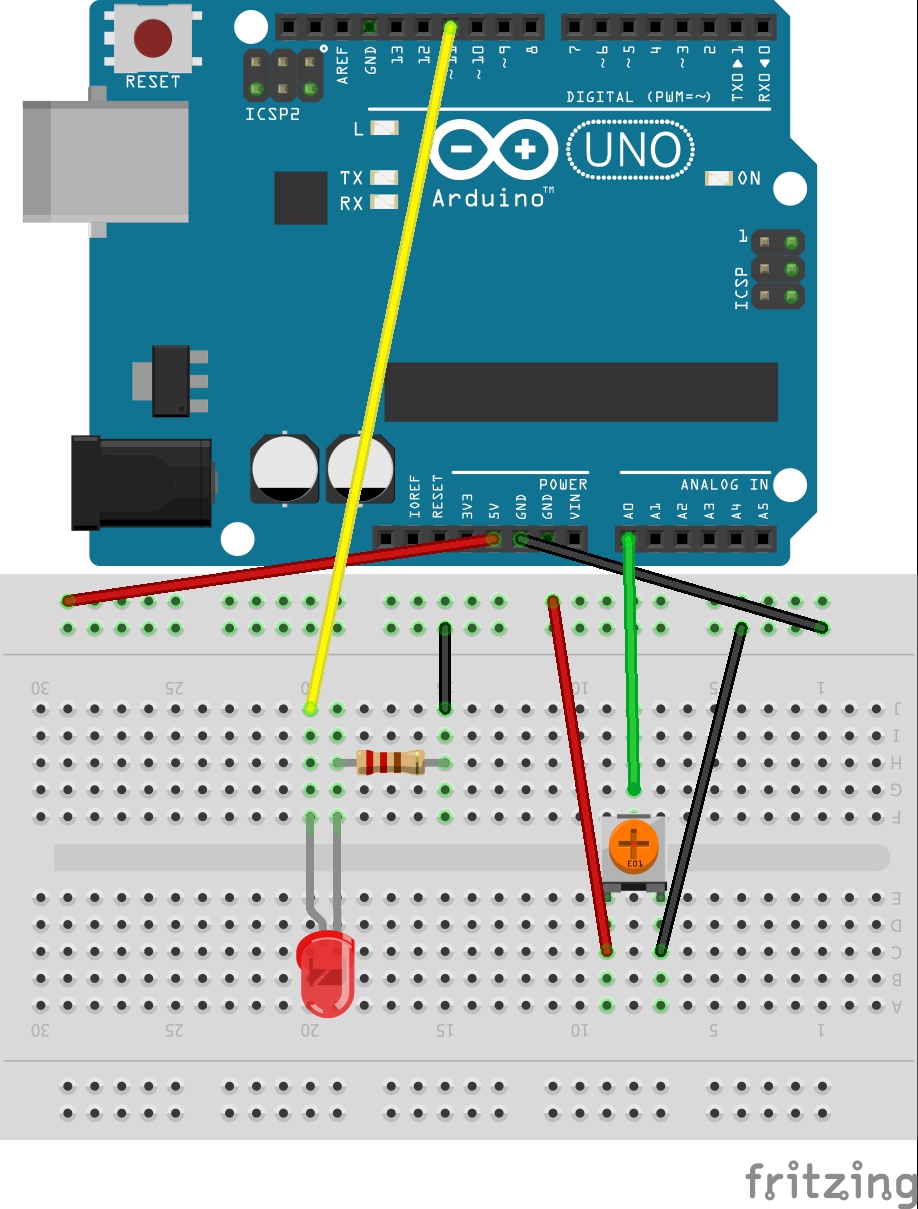 RESET
ICSP2
AREF
GND
13
12
~11
~10
~9
8
7
~6
~5
4
~3
2
TX0▶1
RX0◀0
DIGITAL (PWM=~)
L
TX
RX
UNO
Arduino™
ON
1
ICSP
IOREF
RESET
3V3
5V
GND
GND
VIN
POWER
ANALOG IN
A0
A1
A2
A3
A4
A5
30 25 20 15 10 5 1
J
I
H
G
F
E01
E
D
C
B
A
30 25 20 15 10 5 1
fritzing